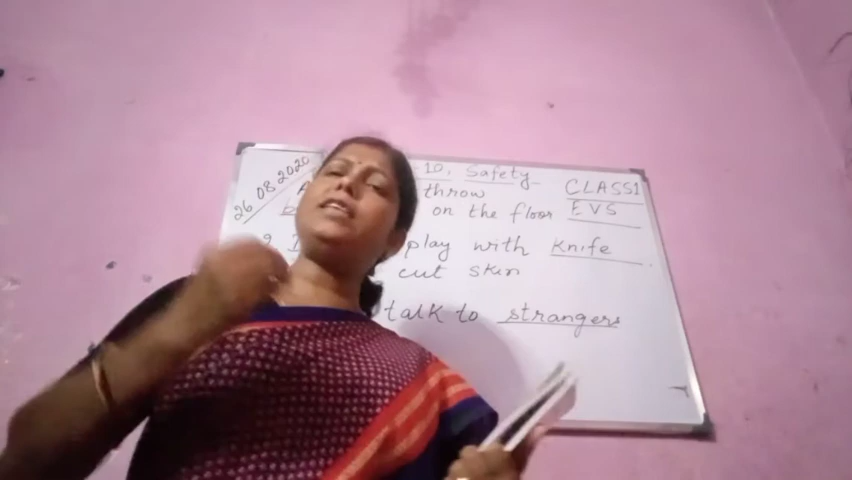 26.08.2020
-10, Safety
CLASS1
throw
on the floor EVS
play with knife
cut skin
talk to strangers